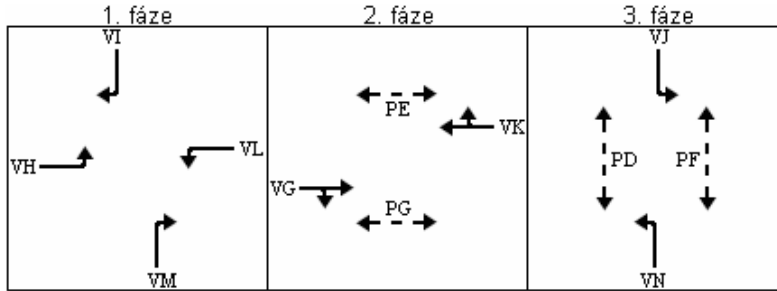 1. fáze 2. fáze 3. fáze
VI VJ
PE
VK
VL
VH PD PF
VG
PG
VM VN